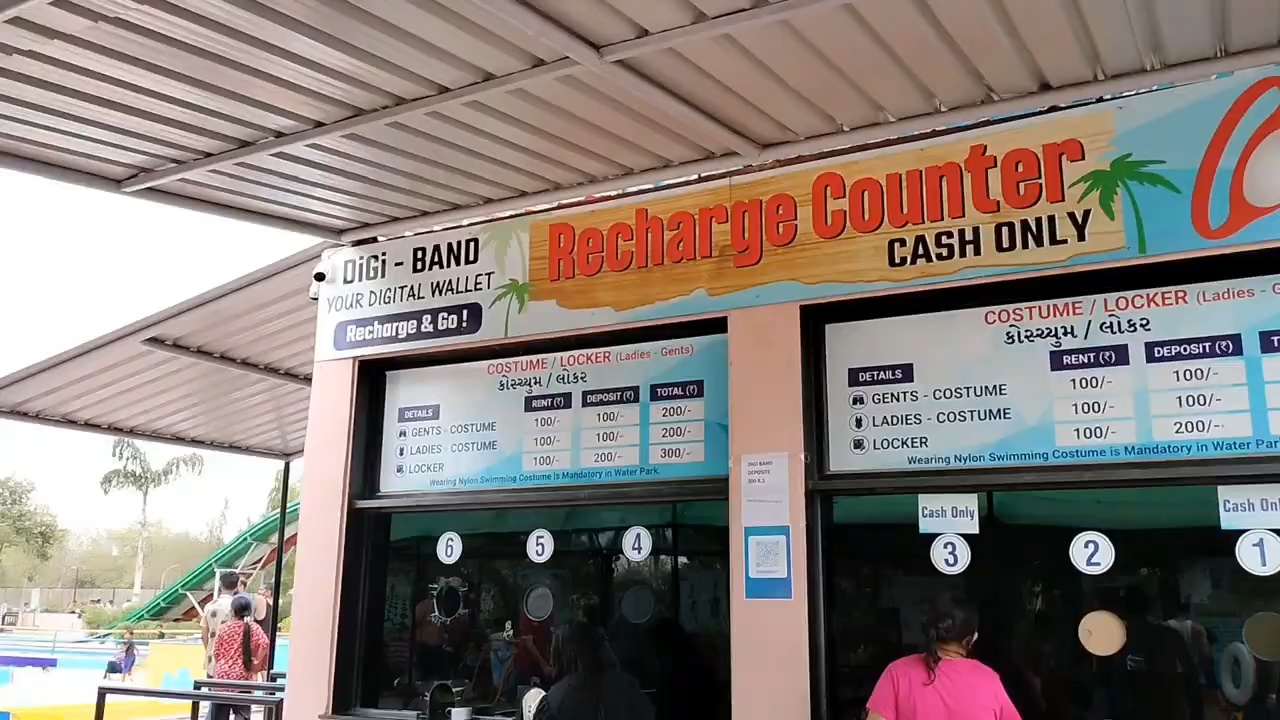 DiGi - BAND
YOUR DIGITAL WALLET
Recharge & Go !
Recharge Counter
CASH ONLY
COSTUME / LOCKER (Ladies - Gents)
કોસ્ચ્યુમ / લોકર
DETAILS RENT (₹) DEPOSIT (₹) TOTAL (₹)
GENTS - COSTUME 100/- 100/- 200/-
LADIES - COSTUME 100/- 100/- 200/-
LOCKER 100/- 200/- 300/-
Wearing Nylon Swimming Costume is Mandatory in Water Park.
6 5 4
DIGI BAND
DEPOSITE
COSTUME / LOCKER (Ladies - G
કોસ્ચ્યુમ / લોકર
DETAILS RENT (₹) DEPOSIT (₹) T
GENTS - COSTUME 100/- 100/-
LADIES - COSTUME 100/- 100/-
LOCKER 100/- 200/-
Wearing Nylon Swimming Costume is Mandatory in Water Par
Cash Only
Cash On
3 2 1